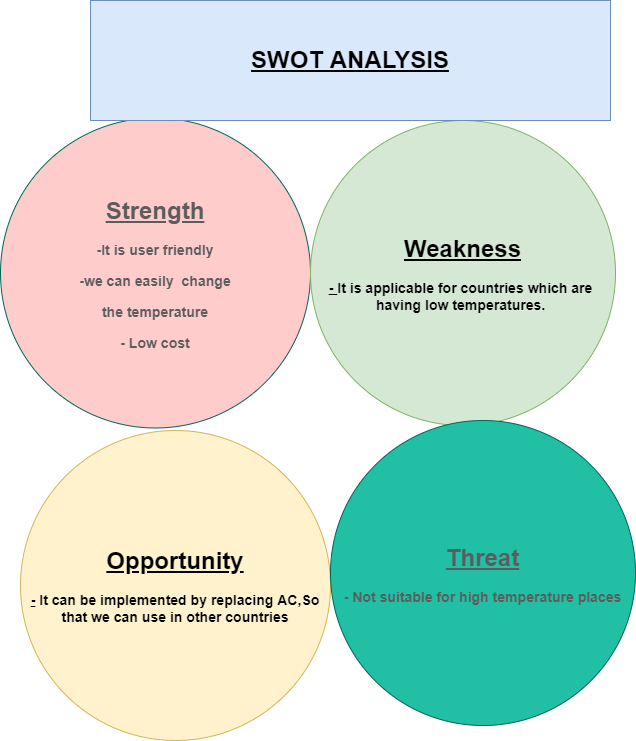 SWOT ANALYSIS
Strength
-It is user friendly
-we can easily  change
the temperature
- Low cost
Weakness
- It is applicable for countries which are
having low temperatures.
Opportunity
- It can be implemented by replacing AC,So
that we can use in other countries
Threat
- Not suitable for high temperature places